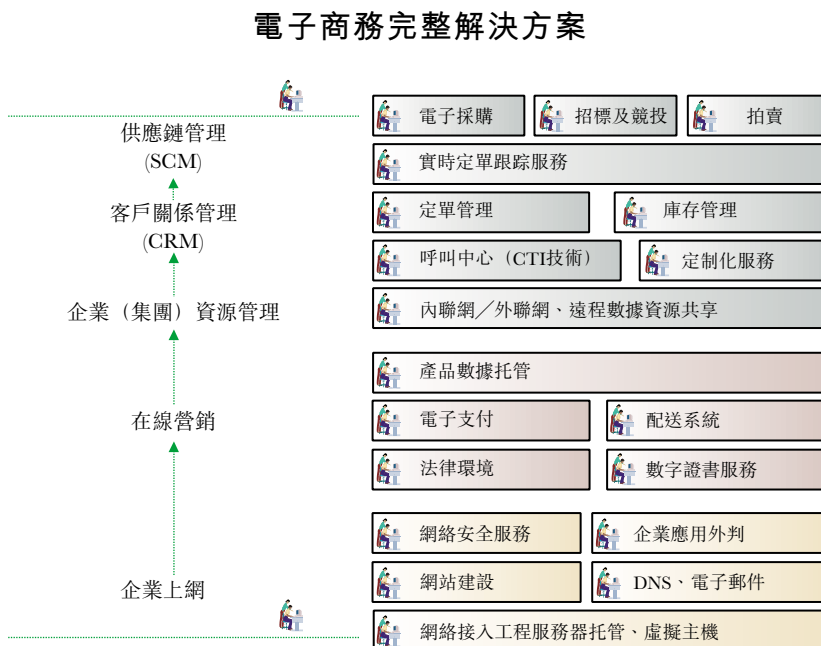 電子商務完整解決方案
供應鏈管理
(SCM)
客戶關係管理
(CRM)
企業（集團）資源管理
在線營銷
企業上網
電子採購
招標及競投
拍賣
實時定單跟踪服務
定單管理
庫存管理
呼叫中心（CTI技術）
定制化服務
內聯網／外聯網、遠程數據資源共享
產品數據托管
電子支付
配送系統
法律環境
數字證書服務
網絡安全服務
企業應用外判
網站建設
DNS、電子郵件
網絡接入工程服務器托管、虛擬主機